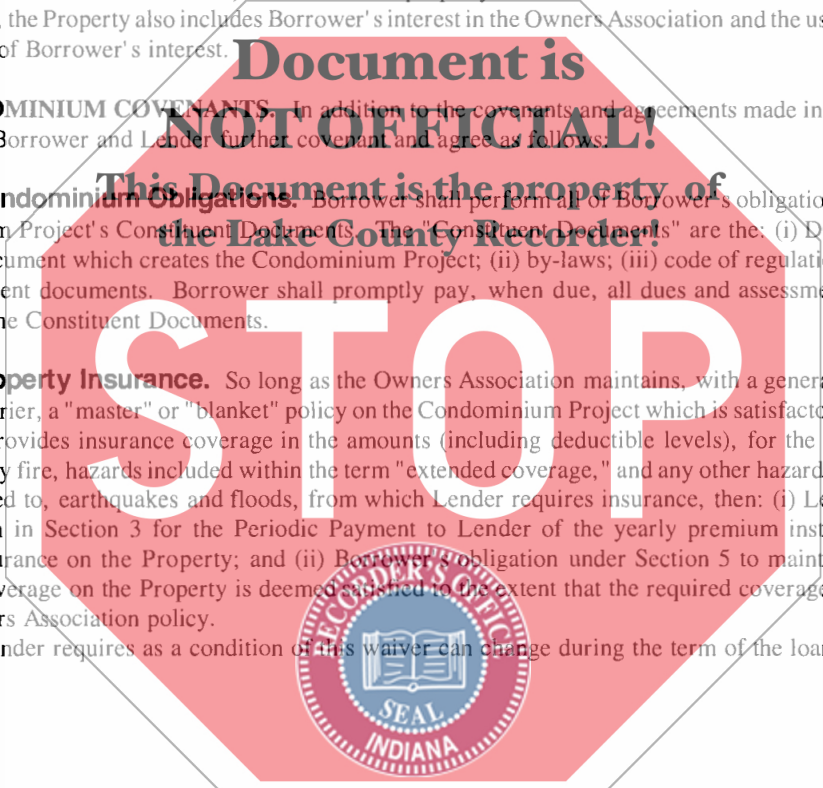 , the Property also includes Borrower's interest in the Owners Association and the us
of Borrower's interest.
Document is
OMINIUM COVENANTS. In addition to the covenants and agreements made in
NOT OFFICIAL!
Borrower and Lender further covenant and agree as follows:
This Document is the property of
ndominium Obligations. Borrower shall perform all of Borrower's obligatio
the Lake County Recorder!
m Project's Constituent Documents. The "Constituent Documents" are the: (i) D
cument which creates the Condominium Project; (ii) by-laws; (iii) code of regulati
ent documents. Borrower shall promptly pay, when due, all dues and assessme
he Constituent Documents.
STOP
operty Insurance. So long as the Owners Association maintains, with a genera
rier, a "master" or "blanket" policy on the Condominium Project which is satisfacto
rovides insurance coverage in the amounts (including deductible levels), for the
y fire, hazards included within the term "extended coverage," and any other hazard
ed to, earthquakes and floods, from which Lender requires insurance, then: (i) Le
n in Section 3 for the Periodic Payment to Lender of the yearly premium inst
urance on the Property; and (ii) Borrower's obligation under Section 5 to maint
verage on the Property is deemed satisfied to the extent that the required coverage
rs Association policy.
nder requires as a condition of this waiver can change during the term of the loar
RECORDER'S OFFICE
SEAL
INDIANA